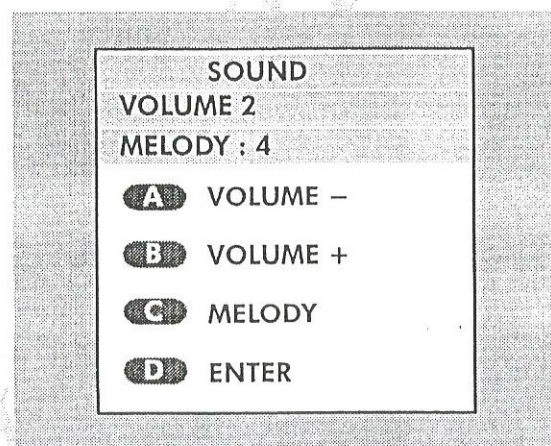 SOUND
VOLUME 2
MELODY : 4
A VOLUME –
B VOLUME +
C MELODY
D ENTER